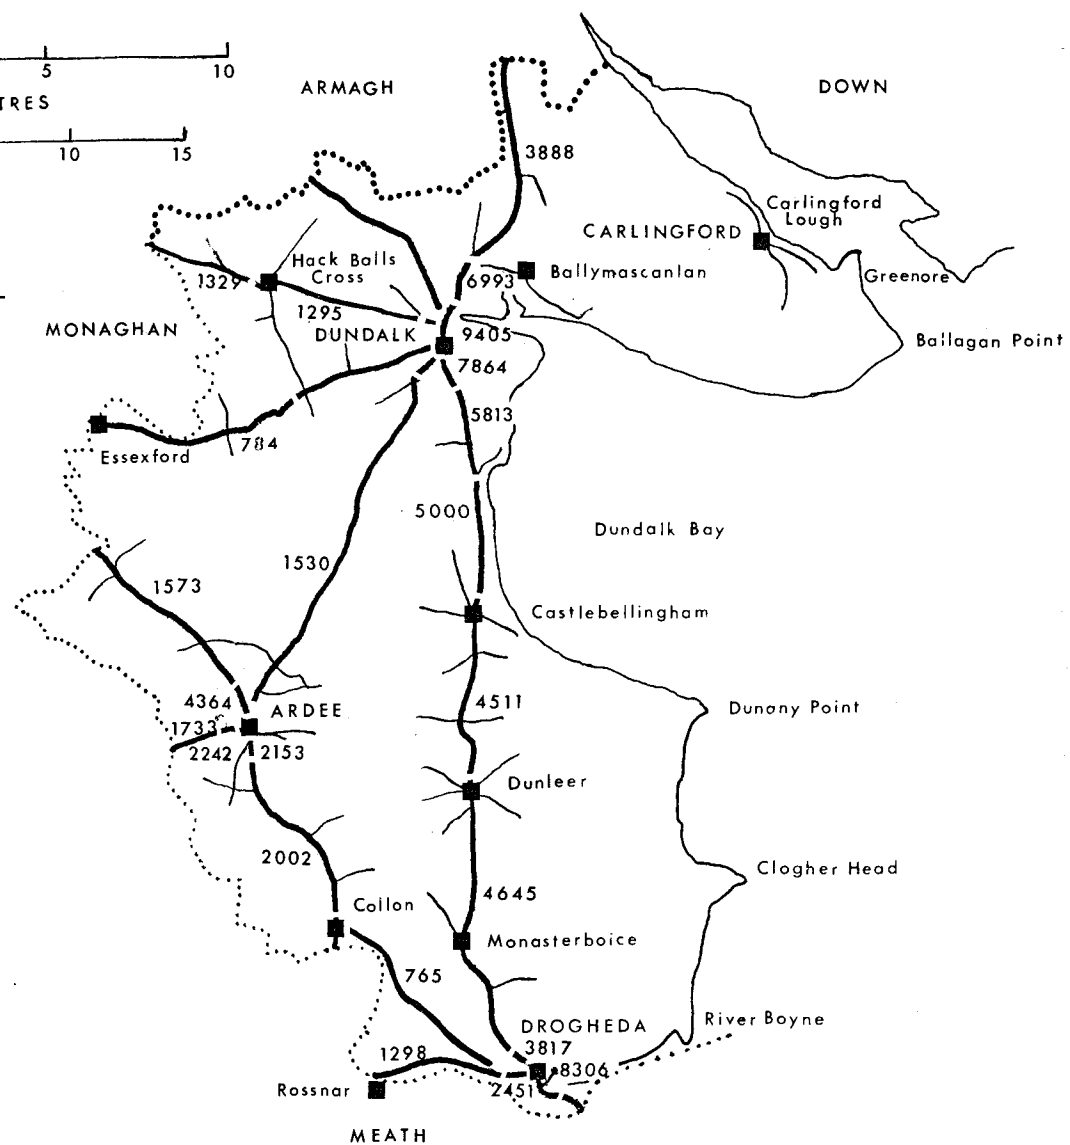 5
10
TRES
10
15
ARMAGH
DOWN
3888
Carlingford
Lough
CARLINGFORD
Hack Balls
Cross
Ballymascanlan
Greenore
1329
6993
1295
MONAGHAN
DUNDALK
9405
Ballagan Point
7864
5813
784
Essexford
5000
Dundalk Bay
1530
1573
Castlebellingham
4364
ARDEE
4511
Dunany Point
1733
2242
2153
Dunleer
2002
Clogher Head
4645
Collon
Monasterboice
765
DROGHEDA
River Boyne
3817
1298
8306
Rossnar
2451
MEATH